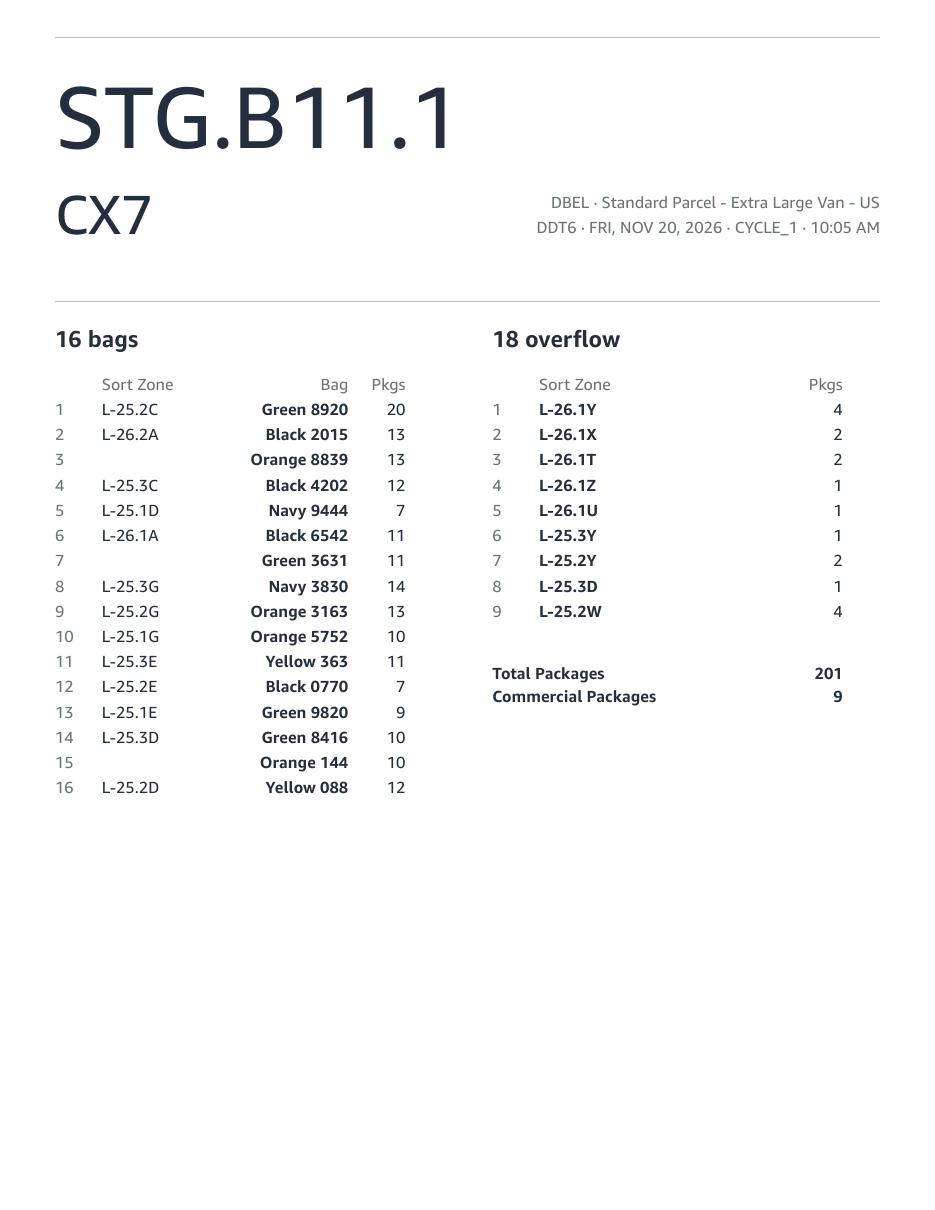 STG.B11.1
CX7
DBEL · Standard Parcel - Extra Large Van - US
DDT6 · FRI, NOV 20, 2026 · CYCLE_1 · 10:05 AM
16 bags
Sort Zone Bag Pkgs
1 L-25.2C Green 8920 20
2 L-26.2A Black 2015 13
3 Orange 8839 13
4 L-25.3C Black 4202 12
5 L-25.1D Navy 9444 7
6 L-26.1A Black 6542 11
7 Green 3631 11
8 L-25.3G Navy 3830 14
9 L-25.2G Orange 3163 13
10 L-25.1G Orange 5752 10
11 L-25.3E Yellow 363 11
12 L-25.2E Black 0770 7
13 L-25.1E Green 9820 9
14 L-25.3D Green 8416 10
15 Orange 144 10
16 L-25.2D Yellow 088 12
18 overflow
Sort Zone Pkgs
1 L-26.1Y 4
2 L-26.1X 2
3 L-26.1T 2
4 L-26.1Z 1
5 L-26.1U 1
6 L-25.3Y 1
7 L-25.2Y 2
8 L-25.3D 1
9 L-25.2W 4
Total Packages 201
Commercial Packages 9